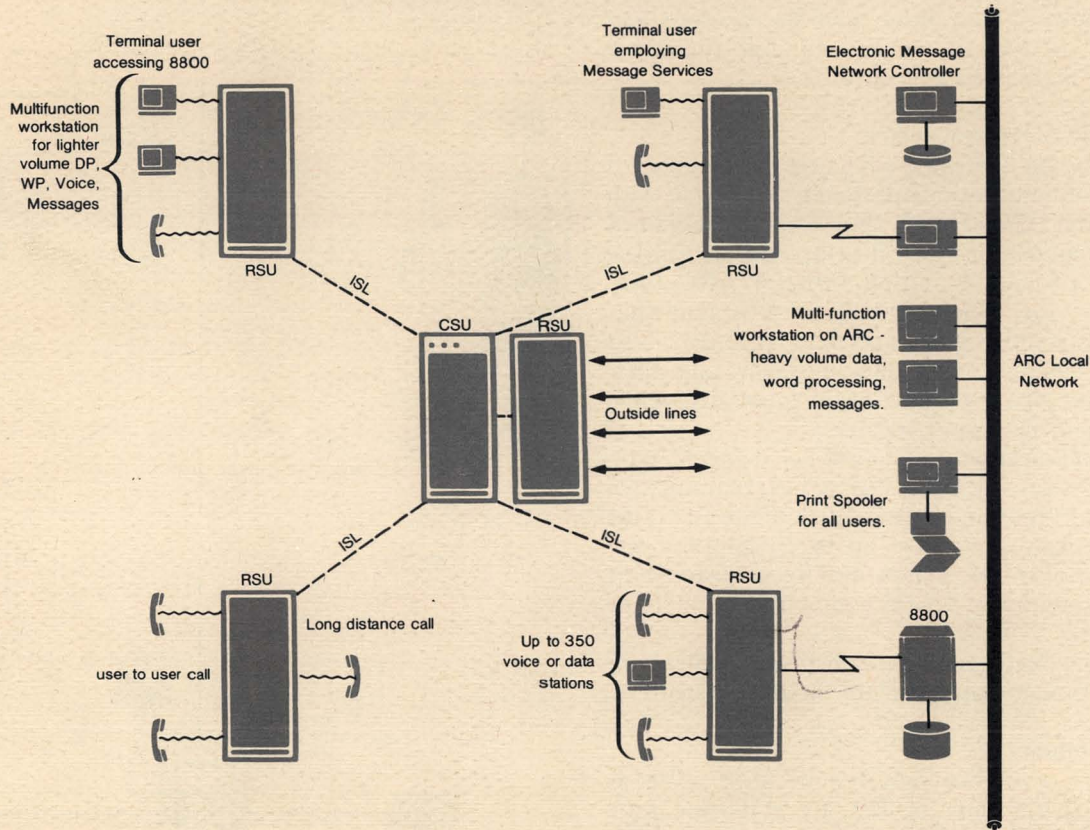 Terminal user
accessing 8800
Multifunction
workstation
for lighter
volume DP,
WP, Voice,
Messages
RSU
Terminal user
employing
Message Services
RSU
Electronic Message
Network Controller
ISL
ISL
CSU
RSU
Outside lines
Multi-function
workstation on ARC -
heavy volume data,
word processing,
messages.
ARC Local
Network
Print Spooler
for all users.
ISL
ISL
RSU
Long distance call
user to user call
RSU
Up to 350
voice or data
stations
8800